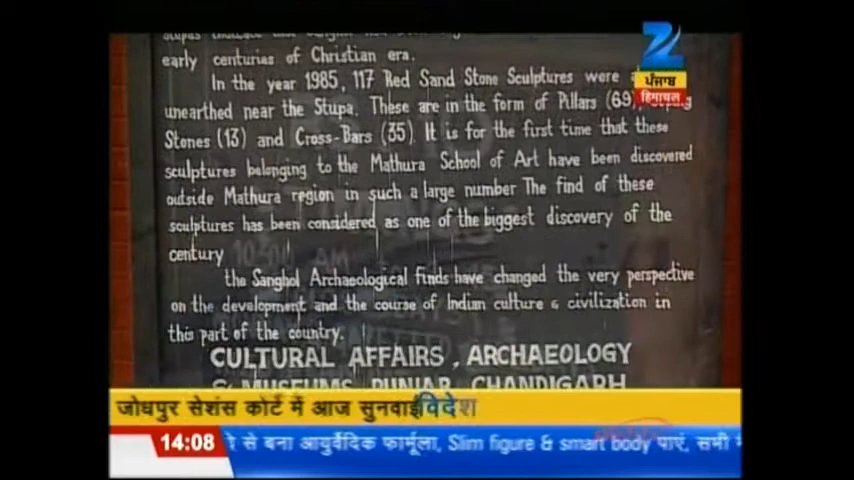 early centuries of Christian era.
In the year 1985, 117 Red Sand Stone Sculptures were
unearthed near the Stupa. These are in the form of Pillars (69),
Stones (13) and Cross-Bars (35). It is for the first time that these
sculptures belonging to the Mathura School of Art have been discovered
outside Mathura region in such a large number The find of these
sculptures has been considered as one of the biggest discovery of the
century
the Sanghol Archaeological finds have changed the very perspective
on the development and the course of Indian culture & civilization in
this part of the country.
CULTURAL AFFAIRS, ARCHAEOLOGY
& MUSEUMS PUNJAB CHANDIGARH
Z
ਪੰਜਾਬ
हिमाचल
जोधपुर सेशंस कोर्ट में आज सुनवाई विदेश
14:08
रे से बना आयुर्वेदिक फार्मूला, Slim figure & smart body पाएं, सभी